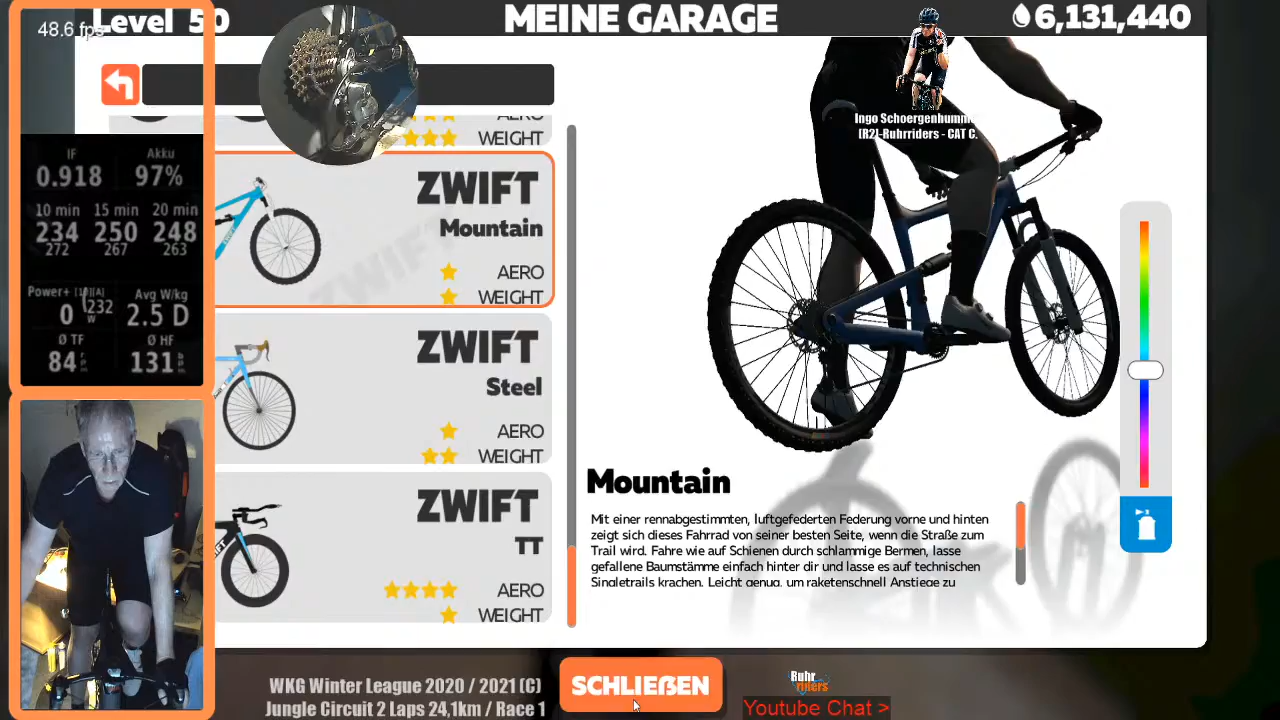 48.6 fps
Level 50
MEINE GARAGE
6,131,440
IF
Akku
0.918
97%
10 min
15 min
20 min
234
250
248
272
267
263
Power+ [10][A]
Avg W/kg
0
232
W
2.5 D
Ø TF
Ø HF
84
131
WEIGHT
ZWIFT
Mountain
AERO
WEIGHT
ZWIFT
Steel
AERO
WEIGHT
ZWIFT
TT
AERO
WEIGHT
Ingo Schoergenhumm
[R2]-Ruhrriders - CAT C.
Mountain
Mit einer rennabgestimmten, luftgefederten Federung vorne und hinten
zeigt sich dieses Fahrrad von seiner besten Seite, wenn die Straße zum
Trail wird. Fahre wie auf Schienen durch schlammige Bermen, lasse
gefallene Baumstämme einfach hinter dir und lasse es auf technischen
Singletrails krachen. Leicht genug, um raketenschnell Anstiege zu
WKG Winter League 2020 / 2021 (C)
Jungle Circuit 2 Laps 24,1km / Race 1
SCHLIEßEN
Ruhr
riders
Youtube Chat >